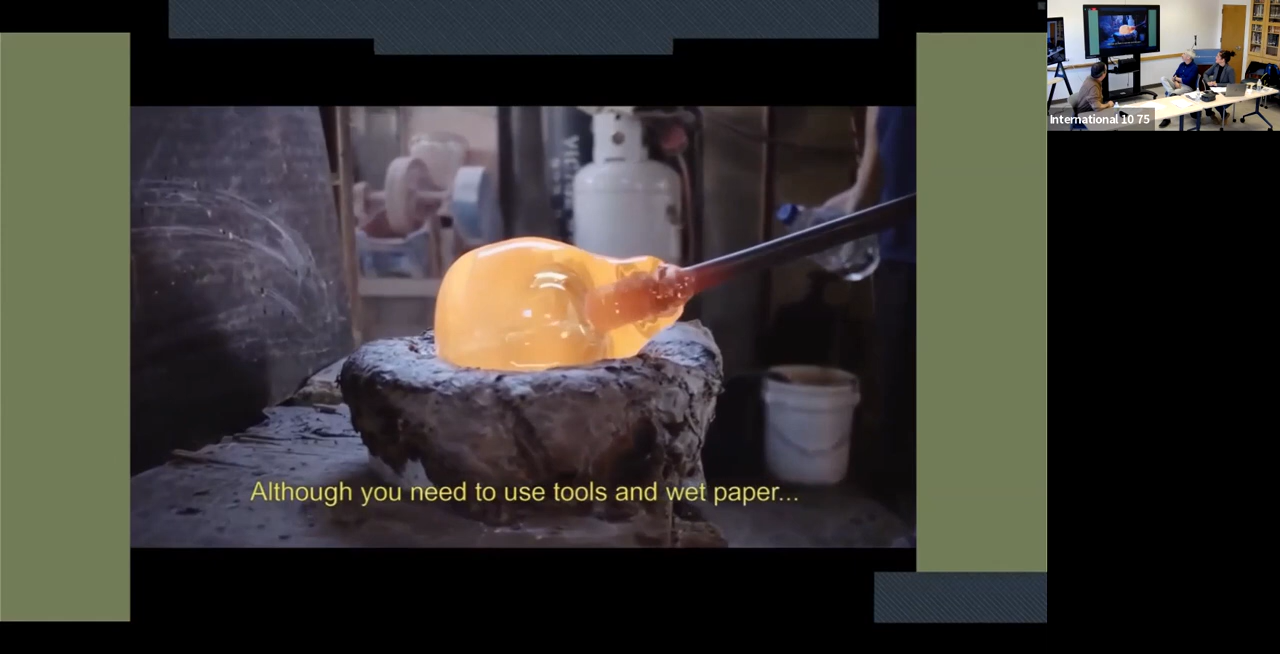 International 10 75
Although you need to use tools and wet paper...